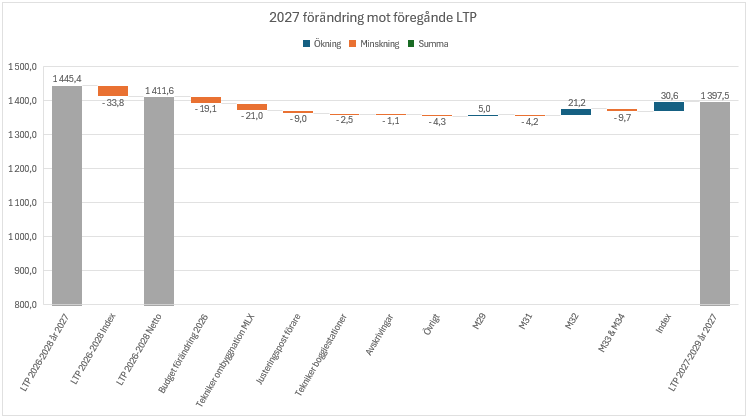 2027 förändring mot föregånde LTP
Ökning Minskning Summa
1 500,0
1 400,0
1 300,0
1 200,0
1 100,0
1 000,0
900,0
800,0
1 445,4
- 33,8
1 411,6
- 19,1
- 21,0
- 9,0
- 2,5
- 1,1
- 4,3
5,0
- 4,2
21,2
- 9,7
30,6
1 397,5
LTP 2026-2028 år 2027
LTP 2026-2028 Index
LTP 2026-2028 Netto
Budget förändring 2026
Tekniker ombyggnation MLX
Justeringspost förare
Tekniker boggiestationer
Avskrivingar
Övrigt
M29
M31
M32
M33 & M34
Index
LTP 2027-2029 år 2027